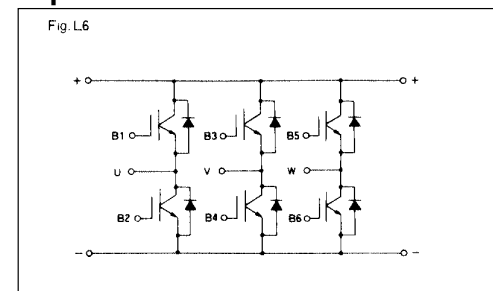 Fig. L6
+ +
B1 B3 B5
U V W
B2 B4 B6
− −